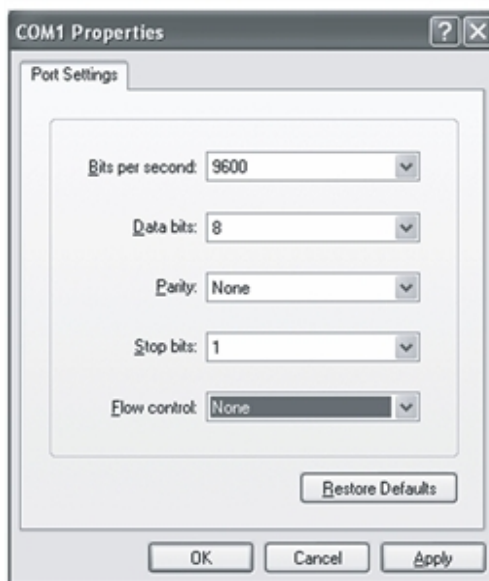 COM1 Properties
Port Settings
Bits per second: 9600
Data bits: 8
Parity: None
Stop bits: 1
Flow control: None
Restore Defaults
OK Cancel Apply